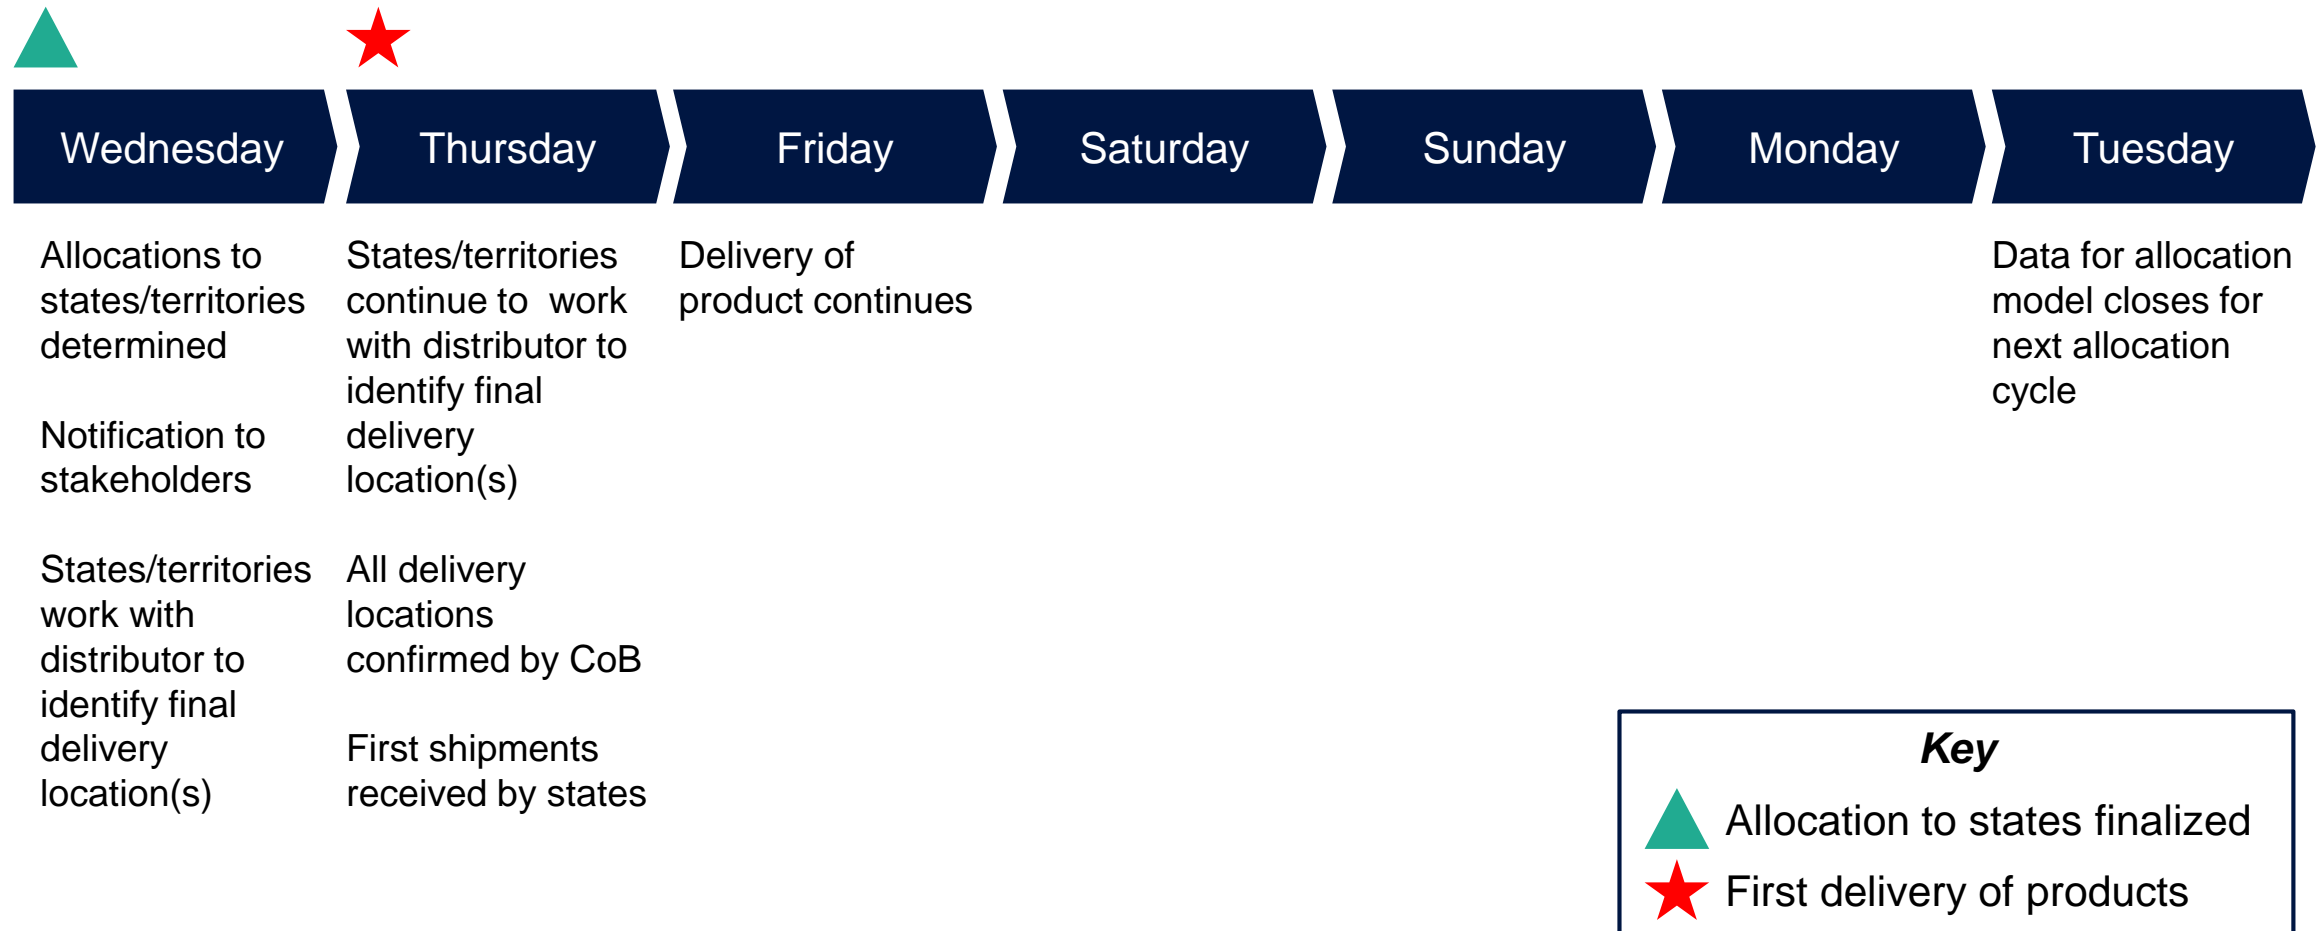 Wednesday
Thursday
Friday
Saturday
Sunday
Monday
Tuesday
Allocations to
states/territories
determined
Notification to
stakeholders
States/territories
work with
distributor to
identify final
delivery
location(s)
States/territories
continue to work
with distributor to
identify final
delivery
location(s)
All delivery
locations
confirmed by CoB
First shipments
received by states
Delivery of
product continues
Data for allocation
model closes for
next allocation
cycle
Key
Allocation to states finalized
First delivery of products